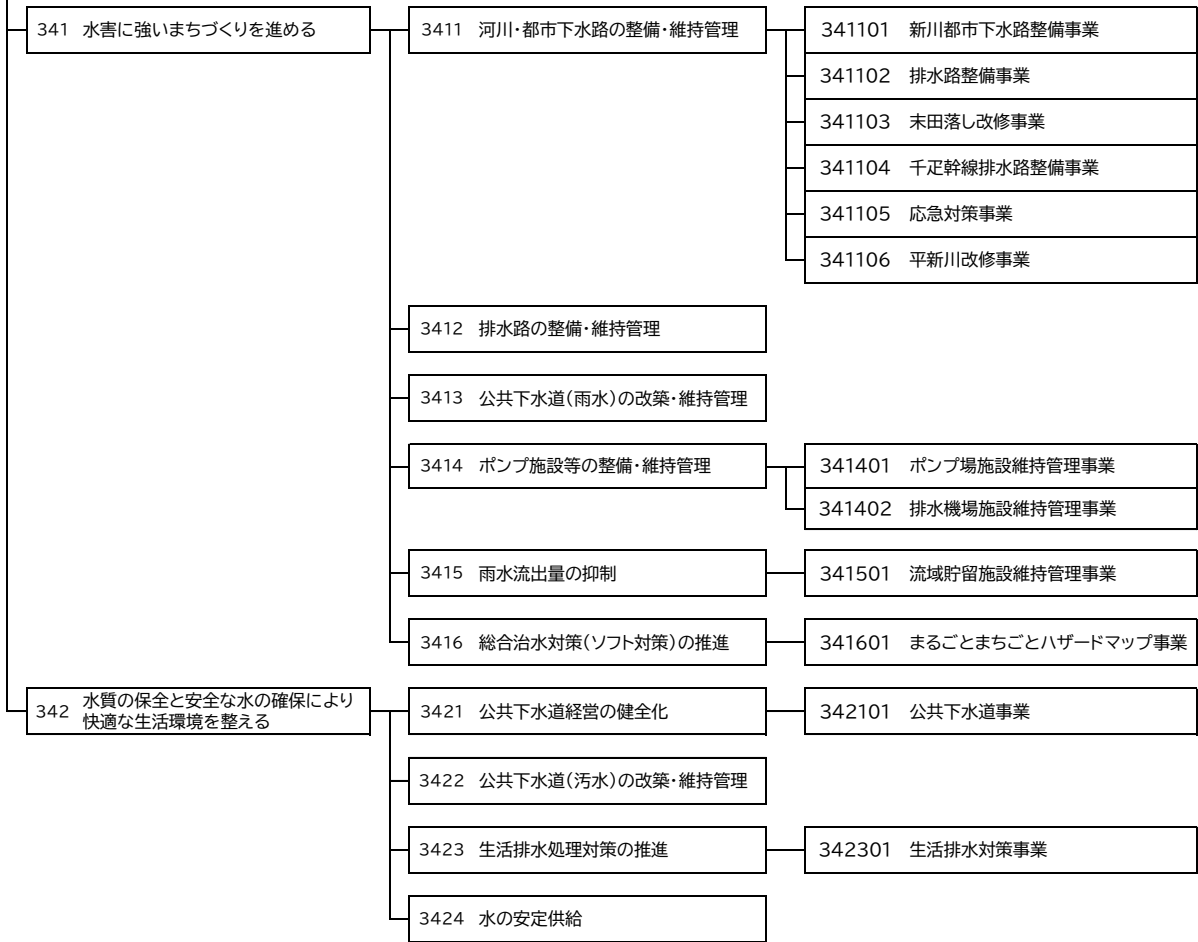 341 水害に強いまちづくりを進める
3411 河川・都市下水路の整備・維持管理
341101 新川都市下水路整備事業
341102 排水路整備事業
341103 末田落し改修事業
341104 千疋幹線排水路整備事業
341105 応急対策事業
341106 平新川改修事業
3412 排水路の整備・維持管理
3413 公共下水道(雨水)の改築・維持管理
3414 ポンプ施設等の整備・維持管理
341401 ポンプ場施設維持管理事業
341402 排水機場施設維持管理事業
3415 雨水流出量の抑制
341501 流域貯留施設維持管理事業
3416 総合治水対策(ソフト対策)の推進
341601 まるごとまちごとハザードマップ事業
342 水質の保全と安全な水の確保により
快適な生活環境を整える
3421 公共下水道経営の健全化
342101 公共下水道事業
3422 公共下水道(汚水)の改築・維持管理
3423 生活排水処理対策の推進
342301 生活排水対策事業
3424 水の安定供給